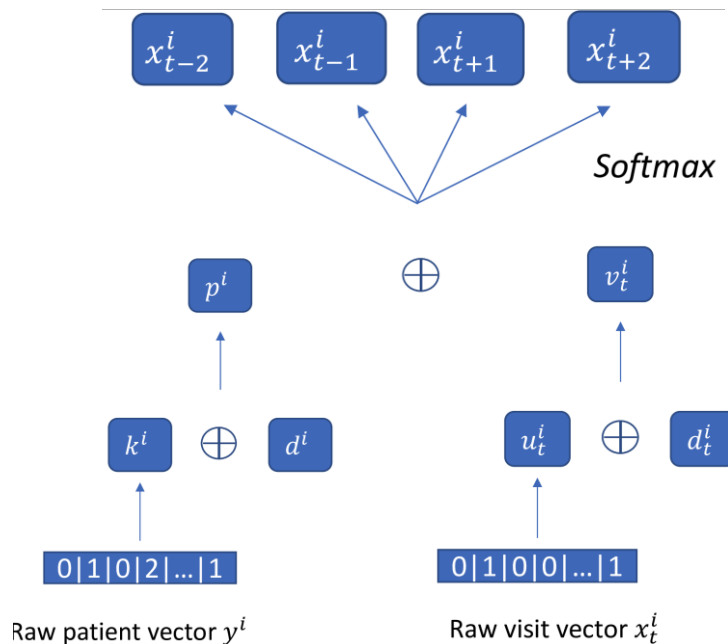 x^i_{t−2} x^i_{t−1} x^i_{t+1} x^i_{t+2}
Softmax
p^i v^i_t
k^i ⊕ d^i u^i_t ⊕ d^i_t
0|1|0|2|...|1 0|1|0|0|...|1
Raw patient vector y^i Raw visit vector x^i_t